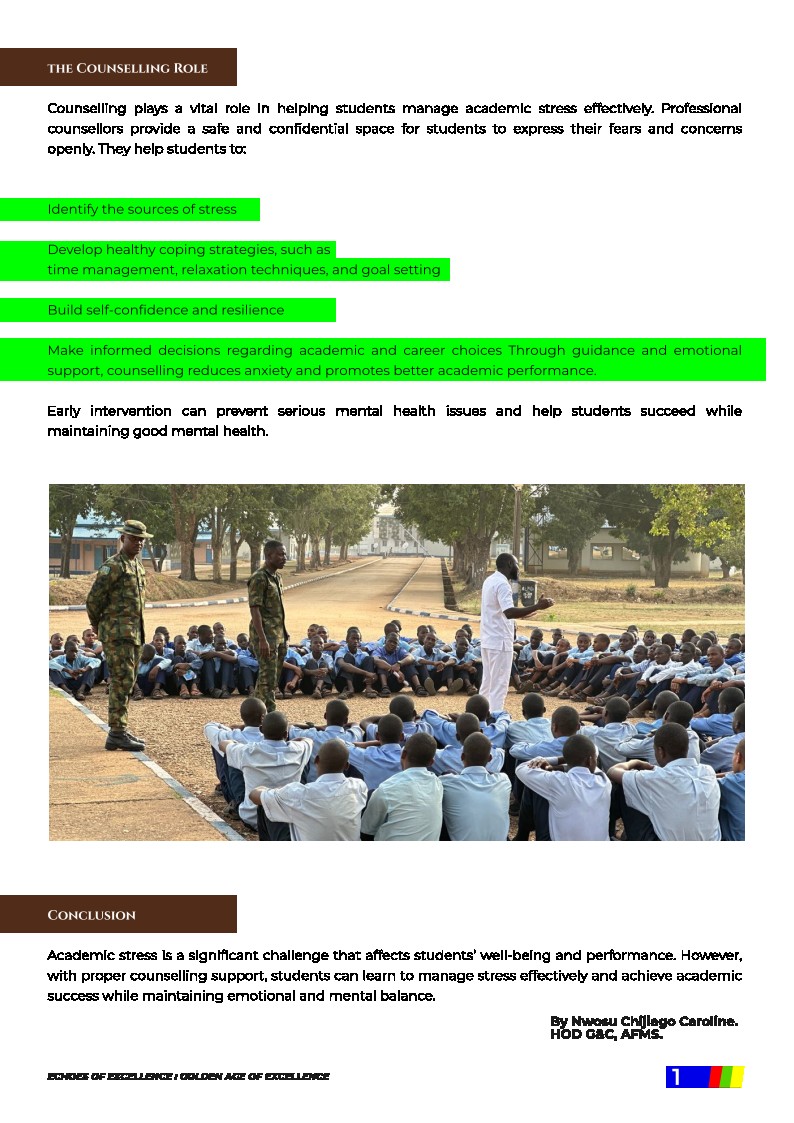 THE COUNSELLING ROLE
Counselling plays a vital role in helping students manage academic stress effectively. Professional
counsellors provide a safe and confidential space for students to express their fears and concerns
openly. They help students to:
Identify the sources of stress
Develop healthy coping strategies, such as
time management, relaxation techniques, and goal setting
Build self-confidence and resilience
Make informed decisions regarding academic and career choices Through guidance and emotional
support, counselling reduces anxiety and promotes better academic performance.
Early intervention can prevent serious mental health issues and help students succeed while
maintaining good mental health.
CONCLUSION
Academic stress is a significant challenge that affects students' well-being and performance. However,
with proper counselling support, students can learn to manage stress effectively and achieve academic
success while maintaining emotional and mental balance.
By Nwosu Chijiago Caroline.
HOD G&C, AFMS.
ECHOES OF EXCELLENCE : GOLDEN AGE OF EXCELLENCE
1